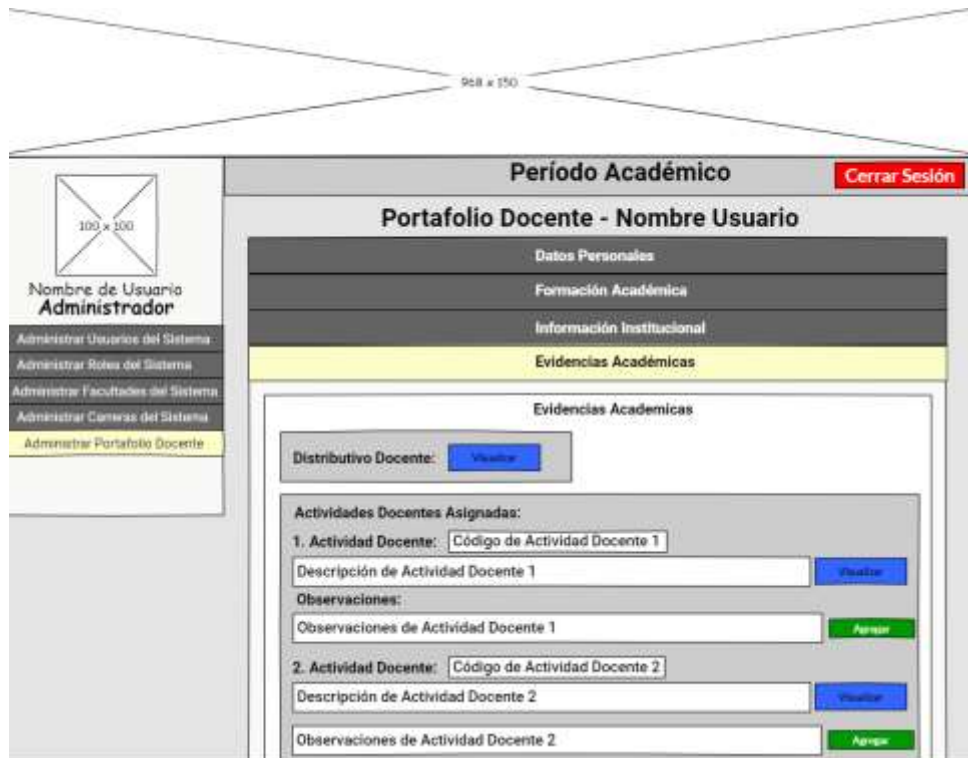 968 x 150
Período Académico
Cerrar Sesión
100 x 100
Nombre de Usuario
Administrador
Administrar Usuarios del Sistema
Administrar Roles del Sistema
Administrar Facultades del Sistema
Administrar Carreras del Sistema
Administrar Portafolio Docente
Portafolio Docente - Nombre Usuario
Datos Personales
Formación Académica
Información Institucional
Evidencias Académicas
Evidencias Academicas
Distributivo Docente: Visualizar
Actividades Docentes Asignadas:
1. Actividad Docente: Código de Actividad Docente 1
Descripción de Actividad Docente 1 Visualizar
Observaciones:
Observaciones de Actividad Docente 1 Agregar
2. Actividad Docente: Código de Actividad Docente 2
Descripción de Actividad Docente 2 Visualizar
Observaciones de Actividad Docente 2 Agregar